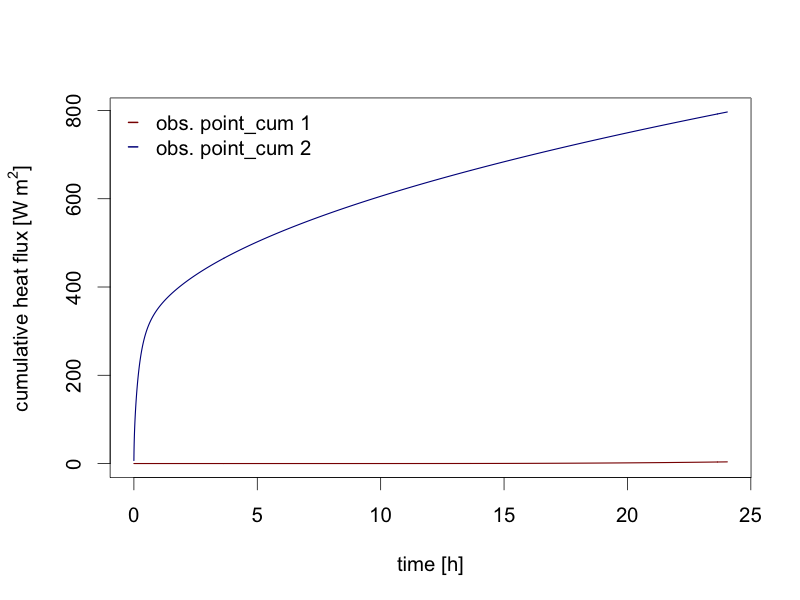 obs. point_cum 1
obs. point_cum 2
cumulative heat flux [W m²]
800
600
400
200
0
0 5 10 15 20 25
time [h]